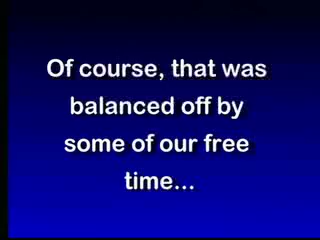 Of course, that was
balanced off by
some of our free
time...